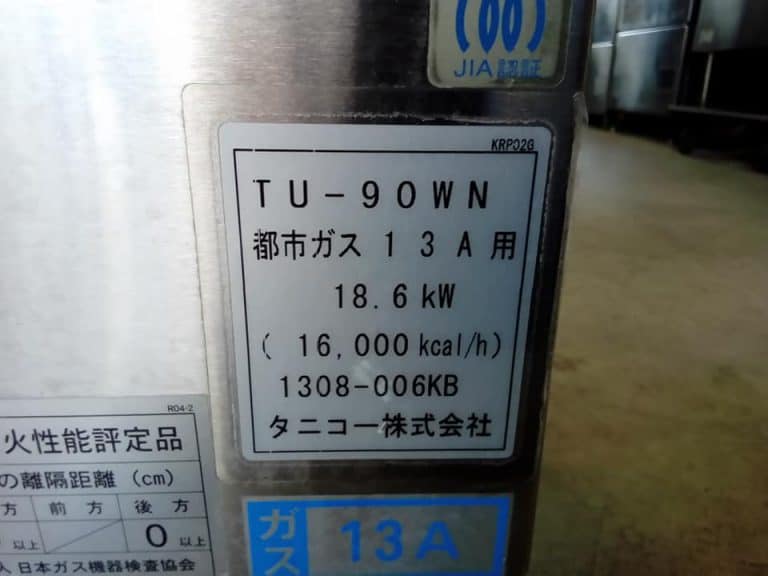 JIA認証
KRP02G
TU-90WN
都市ガス 13A用
18.6 kW
( 16,000 kcal/h)
1308-006KB
タニコー株式会社
R04-2
火性能評定品
の離隔距離 (cm)
方 前方 後方
以上 0 以上
人 日本ガス機器検査協会
ガス 13A